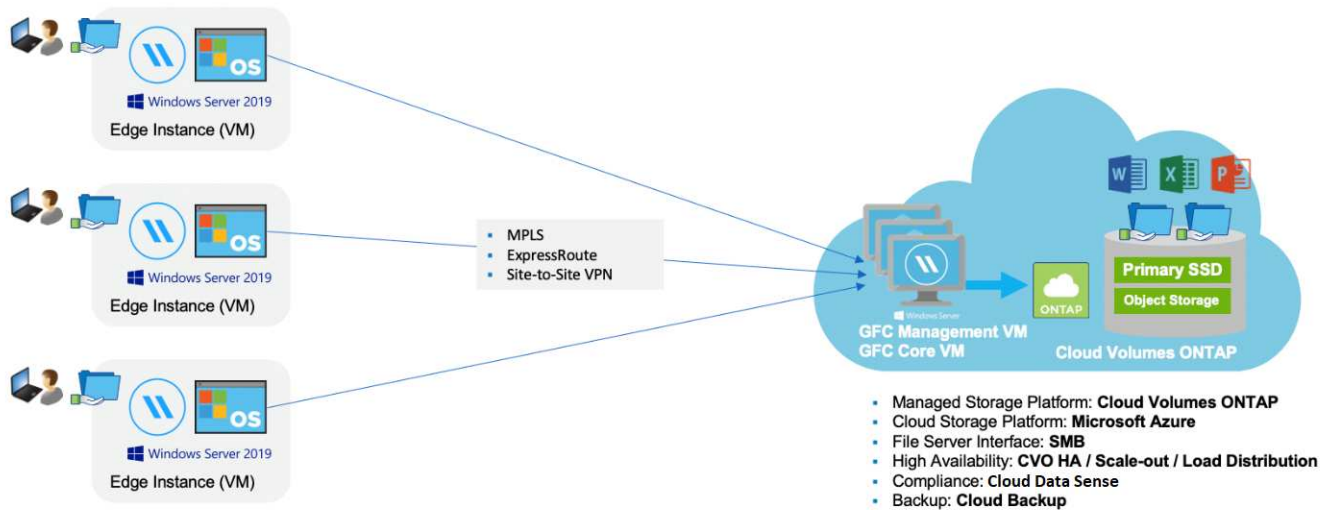 OS
Windows Server 2019
Edge Instance (VM)
OS
Windows Server 2019
Edge Instance (VM)
OS
Windows Server 2019
Edge Instance (VM)
▪ MPLS
▪ ExpressRoute
▪ Site-to-Site VPN
W X P
Primary SSD
Object Storage
ONTAP
Windows Server
GFC Management VM
GFC Core VM
Cloud Volumes ONTAP
▪ Managed Storage Platform: Cloud Volumes ONTAP
▪ Cloud Storage Platform: Microsoft Azure
▪ File Server Interface: SMB
▪ High Availability: CVO HA / Scale-out / Load Distribution
▪ Compliance: Cloud Data Sense
▪ Backup: Cloud Backup